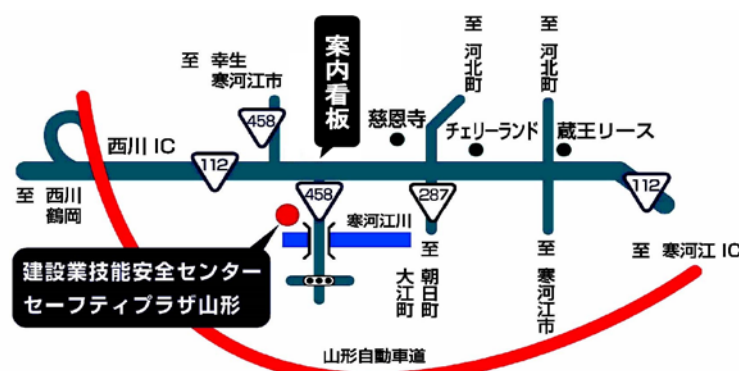 至 幸生
寒河江市
案内看板
至 河北町
至 河北町
458
慈恩寺
チェリーランド
蔵王リース
西川 IC
112
至 西川
鶴岡
458
寒河江川
287
112
建設業技能安全センター
セーフティプラザ山形
至 朝日町
大江町
至 寒河江市
至 寒河江 IC
山形自動車道